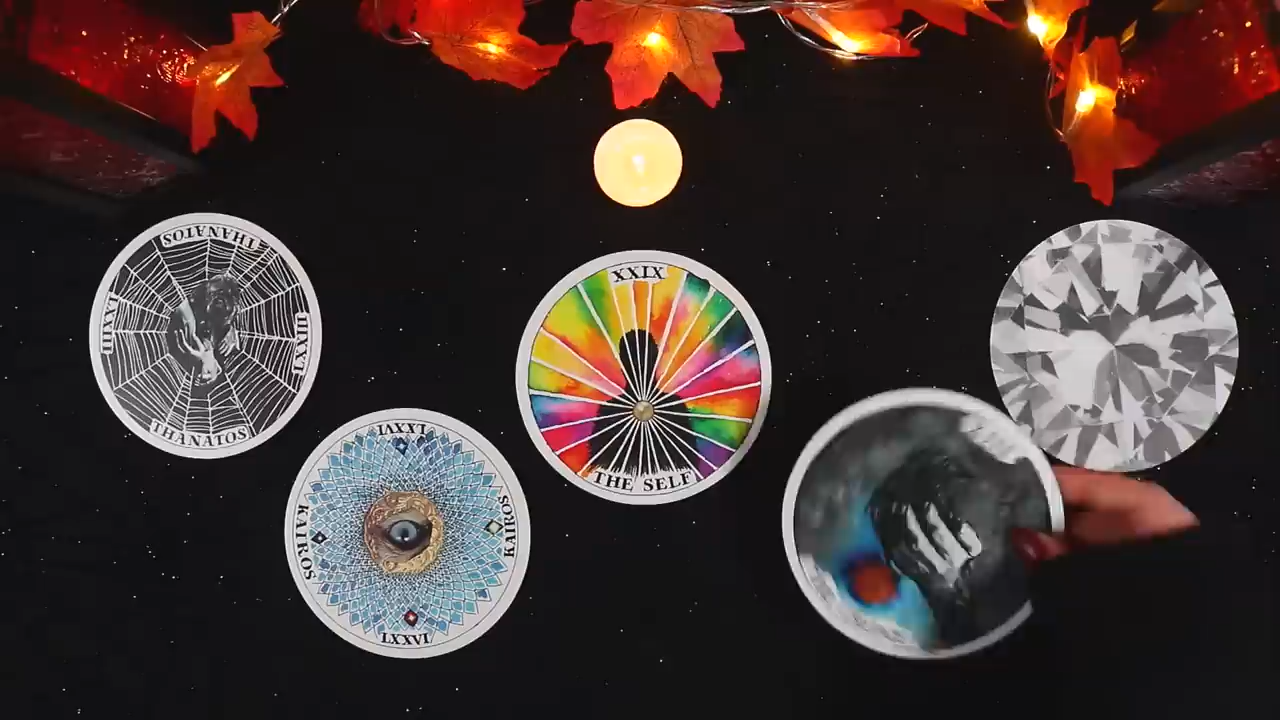 THANATOS
LXXIII
LXXIII
THANATOS
LXXVI
KAIROS
KAIROS
LXXVI
XXIX
THE SELF